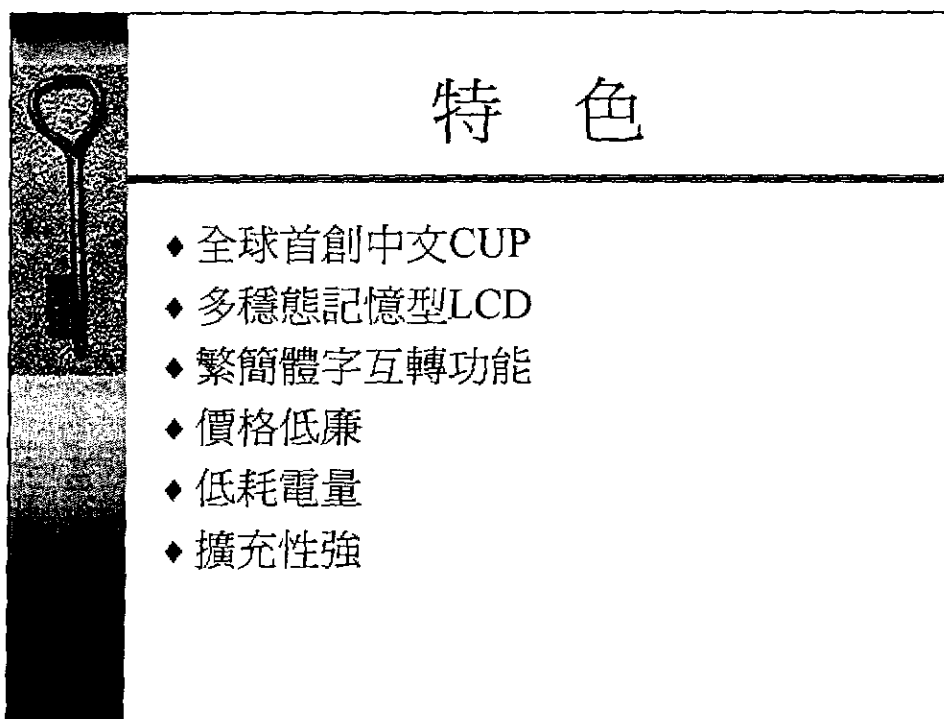 特 色
◆ 全球首創中文CUP
◆ 多穩態記憶型LCD
◆ 繁簡體字互轉功能
◆ 價格低廉
◆ 低耗電量
◆ 擴充性強